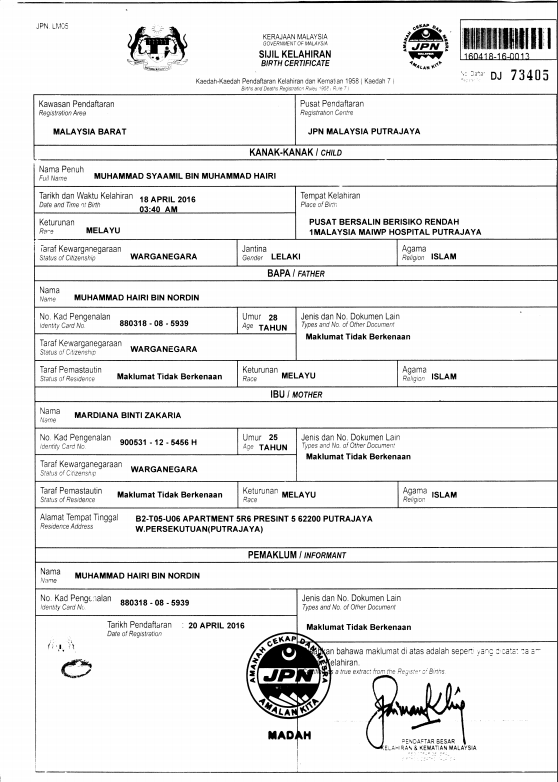 JPN LM05
KERAJAAN MALAYSIA
GOVERNMENT OF MALAYSIA
SIJIL KELAHIRAN
BIRTH CERTIFICATE
Kaedah-Kaedah Pendaftaran Kelahiran dan Kematian 1958 ( Kaedah 7 )
Births and Deaths Registration Rules 1958 ( Rule 7 )
AMANAH CEKAP DAN MESRA
JPN
AMALAN KITA
160418-16-0013
No. Daftar DJ 73405
Kawasan Pendaftaran
Registration Area
MALAYSIA BARAT
Pusat Pendaftaran
Registration Centre
JPN MALAYSIA PUTRAJAYA
KANAK-KANAK / CHILD
Nama Penuh
Full Name
MUHAMMAD SYAAMIL BIN MUHAMMAD HAIRI
Tarikh dan Waktu Kelahiran
Date and Time of Birth
18 APRIL 2016
03:40 AM
Tempat Kelahiran
Place of Birth
PUSAT BERSALIN BERISIKO RENDAH
1MALAYSIA MAIWP HOSPITAL PUTRAJAYA
Keturunan
Race
MELAYU
Taraf Kewarganegaraan
Status of Citizenship
WARGANEGARA
Jantina
Gender
LELAKI
Agama
Religion
ISLAM
BAPA / FATHER
Nama
Name
MUHAMMAD HAIRI BIN NORDIN
No. Kad Pengenalan
Identity Card No.
880318 - 08 - 5939
Umur 28
Age TAHUN
Jenis dan No. Dokumen Lain
Types and No. of Other Document
Maklumat Tidak Berkenaan
Taraf Kewarganegaraan
Status of Citizenship
WARGANEGARA
Taraf Pemastautin
Status of Residence
Maklumat Tidak Berkenaan
Keturunan
Race
MELAYU
Agama
Religion
ISLAM
IBU / MOTHER
Nama
Name
MARDIANA BINTI ZAKARIA
No. Kad Pengenalan
Identity Card No.
900531 - 12 - 5456 H
Umur 25
Age TAHUN
Jenis dan No. Dokumen Lain
Types and No. of Other Document
Maklumat Tidak Berkenaan
Taraf Kewarganegaraan
Status of Citizenship
WARGANEGARA
Taraf Pemastautin
Status of Residence
Maklumat Tidak Berkenaan
Keturunan
Race
MELAYU
Agama
Religion
ISLAM
Alamat Tempat Tinggal
Residence Address
B2-T05-U06 APARTMENT 5R6 PRESINT 5 62200 PUTRAJAYA
W.PERSEKUTUAN(PUTRAJAYA)
PEMAKLUM / INFORMANT
Nama
Name
MUHAMMAD HAIRI BIN NORDIN
No. Kad Pengenalan
Identity Card No.
880318 - 08 - 5939
Jenis dan No. Dokumen Lain
Types and No. of Other Document
Maklumat Tidak Berkenaan
Tarikh Pendaftaran : 20 APRIL 2016
Date of Registration
bahawa maklumat di atas adalah seperti yang dicatat dalam
Kelahiran.
is a true extract from the Register of Births
AMANAH CEKAP DAN MESRA
JPN
AMALAN KITA
MADAH
PENDAFTAR BESAR
KELAHIRAN & KEMATIAN MALAYSIA